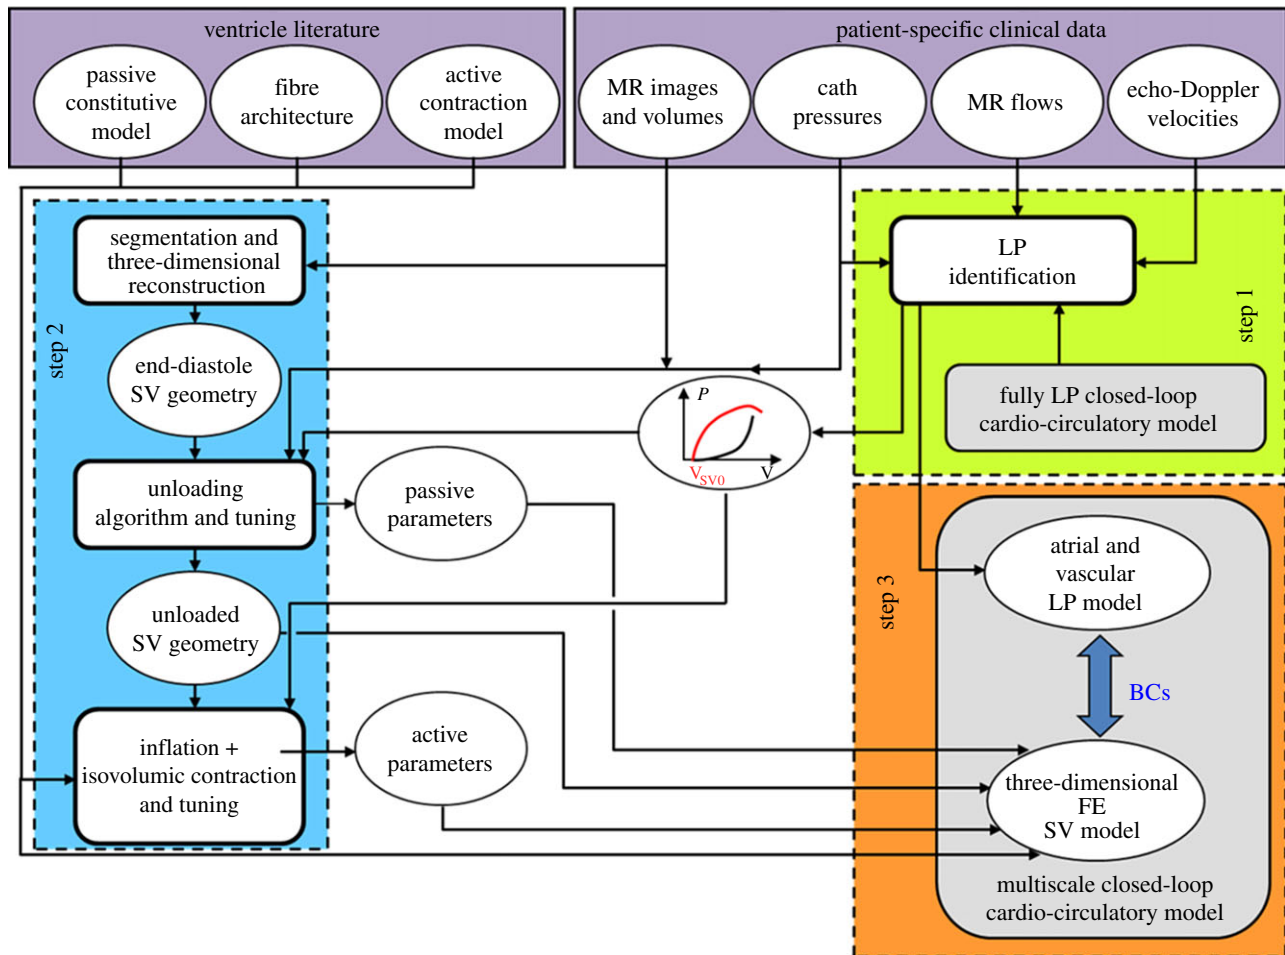 ventricle literature
passive
constitutive
model
fibre
architecture
active
contraction
model
patient-specific clinical data
MR images
and volumes
cath
pressures
MR flows
echo-Doppler
velocities
step 2
segmentation and
three-dimensional
reconstruction
end-diastole
SV geometry
unloading
algorithm and tuning
unloaded
SV geometry
inflation +
isovolumic contraction
and tuning
passive
parameters
active
parameters
P
V
VSV0
step 1
LP
identification
fully LP closed-loop
cardio-circulatory model
step 3
atrial and
vascular
LP model
BCs
three-dimensional
FE
SV model
multiscale closed-loop
cardio-circulatory model